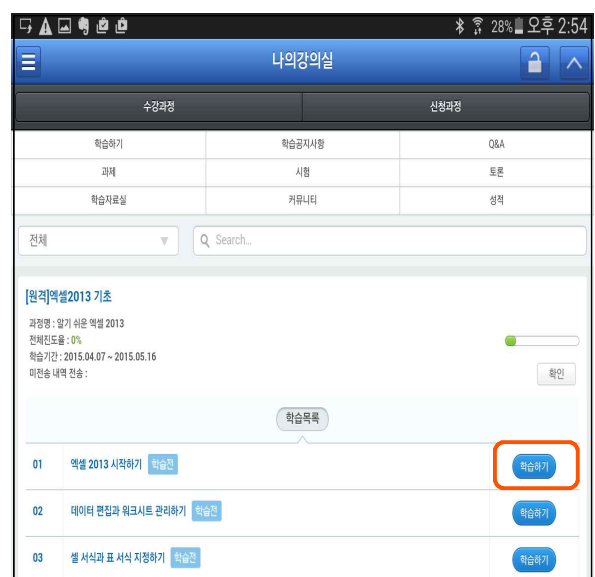 28% 오후 2:54
나의강의실
수강과정 신청과정
학습하기 학습공지사항 Q&A
과제 시험 토론
학습자료실 커뮤니티 성적
전체 Search...
[원격]엑셀2013 기초
과정명 : 알기 쉬운 엑셀 2013
전체진도율 : 0%
학습기간 : 2015.04.07 ~ 2015.05.16
미전송 내역 전송 : 확인
학습목록
01 엑셀 2013 시작하기 학습전 학습하기
02 데이터 편집과 워크시트 관리하기 학습전 학습하기
03 셀 서식과 표 서식 지정하기 학습전 학습하기